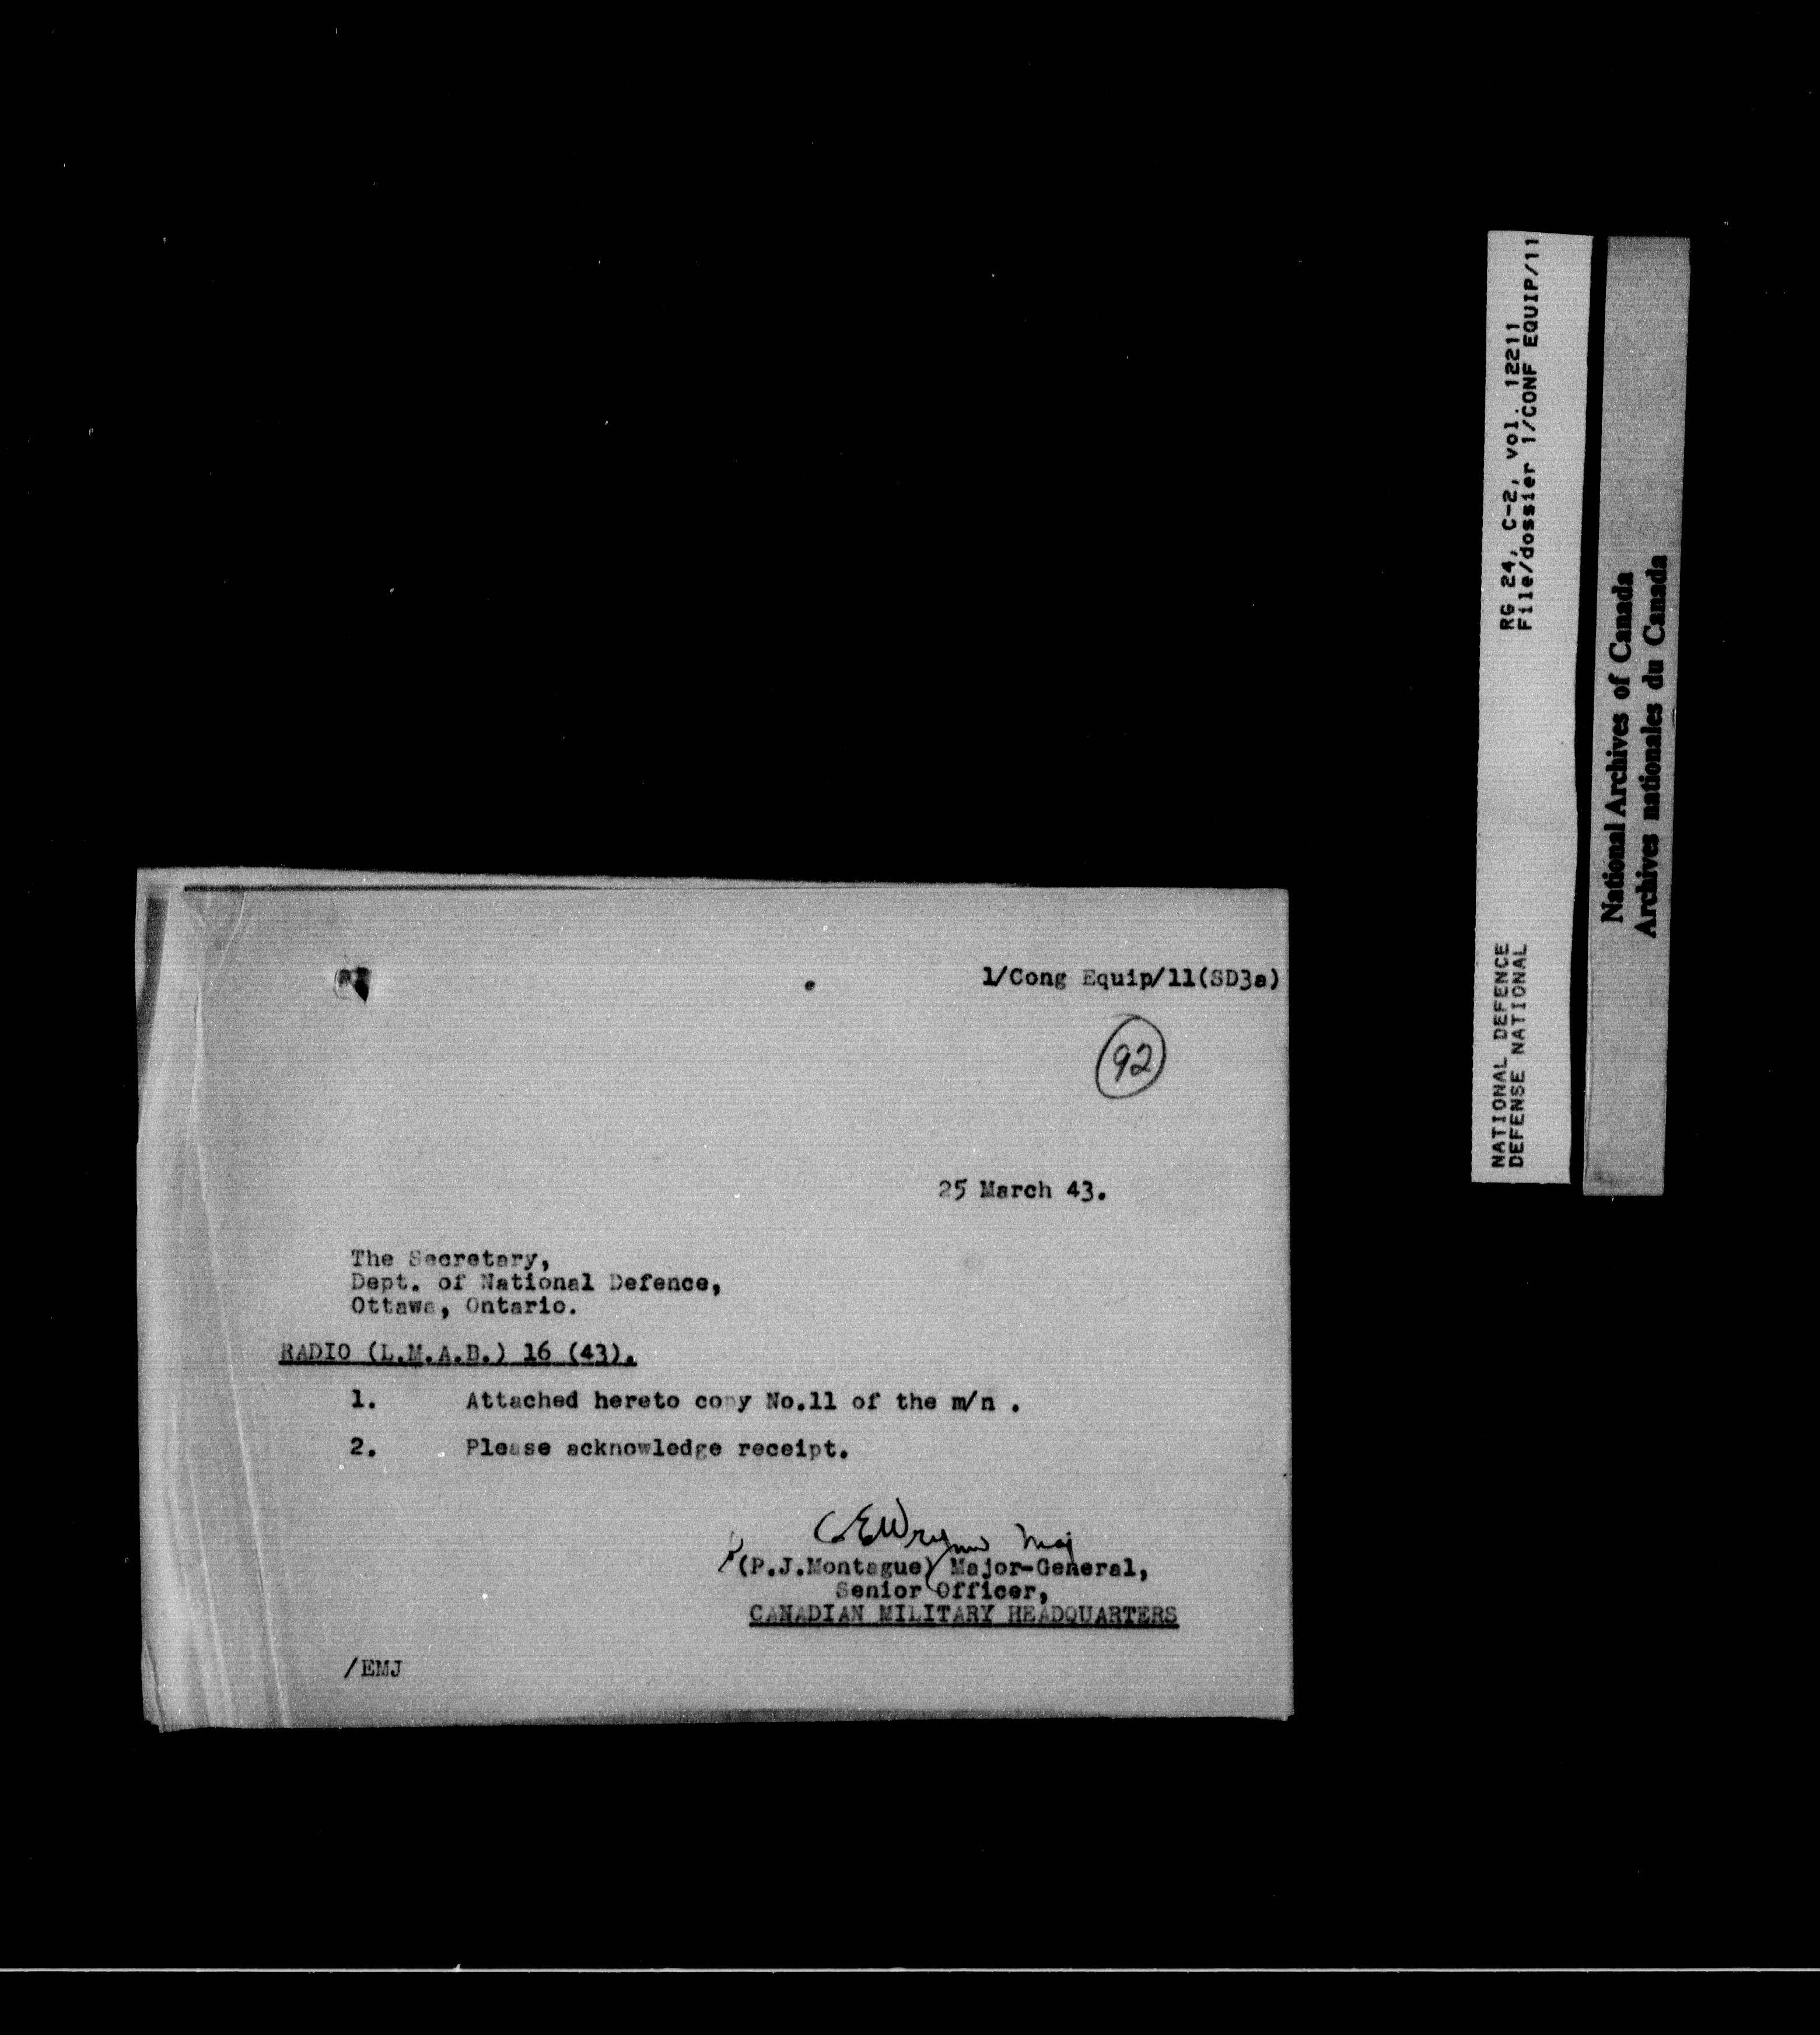 1/Cong Equip/11(SD3a)
92
25 March 43.
The Secretary,
Dept. of National Defence,
Ottawa, Ontario.
RADIO (L.M.A.B.) 16 (43).
1. Attached hereto copy No.11 of the m/n .
2. Please acknowledge receipt.
Maj
(P.J.Montague) Major-General,
Senior Officer,
CANADIAN MILITARY HEADQUARTERS
/EMJ
NATIONAL DEFENCE RG 24, C-2, vol. 12211
DEFENSE NATIONAL File/dossier 1/CONF EQUIP/11
National Archives of Canada
Archives nationales du Canada